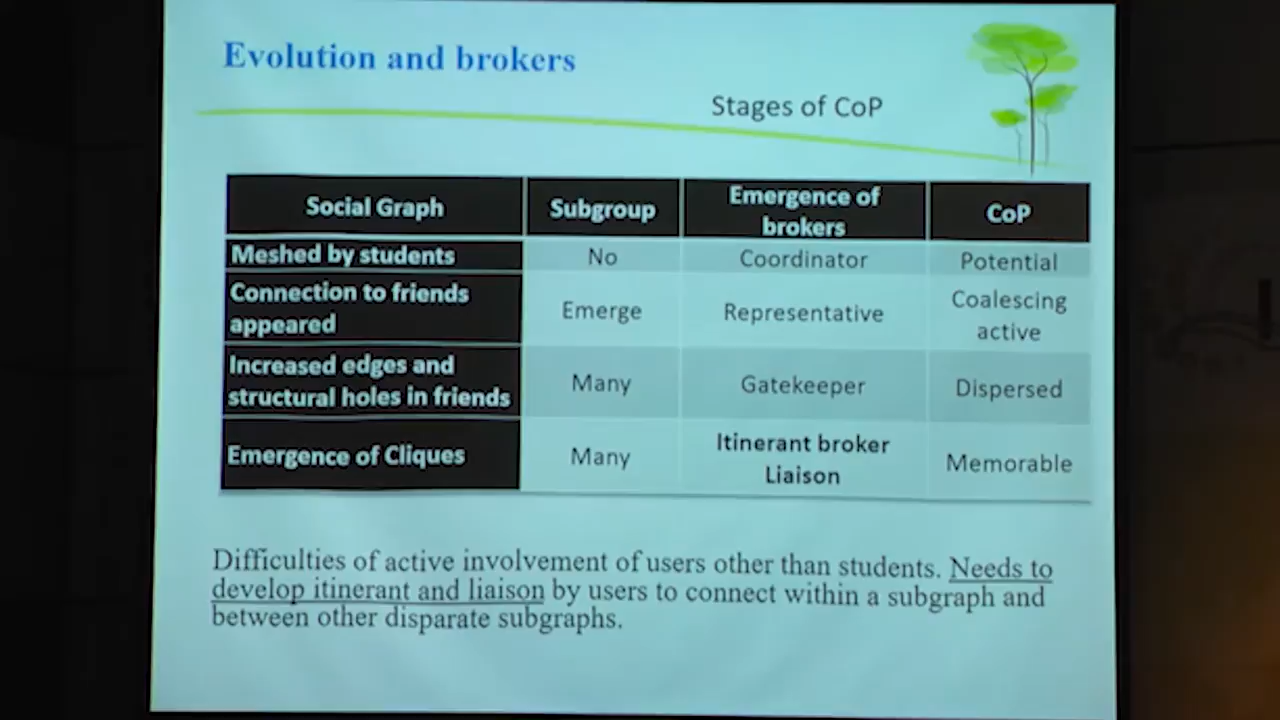 Evolution and brokers
Stages of CoP
Social Graph
Subgroup
Emergence of
brokers
CoP
Meshed by students
No
Coordinator
Potential
Connection to friends
appeared
Emerge
Representative
Coalescing
active
Increased edges and
structural holes in friends
Many
Gatekeeper
Dispersed
Emergence of Cliques
Many
Itinerant broker
Liaison
Memorable
Difficulties of active involvement of users other than students. Needs to
develop itinerant and liaison by users to connect within a subgraph and
between other disparate subgraphs.